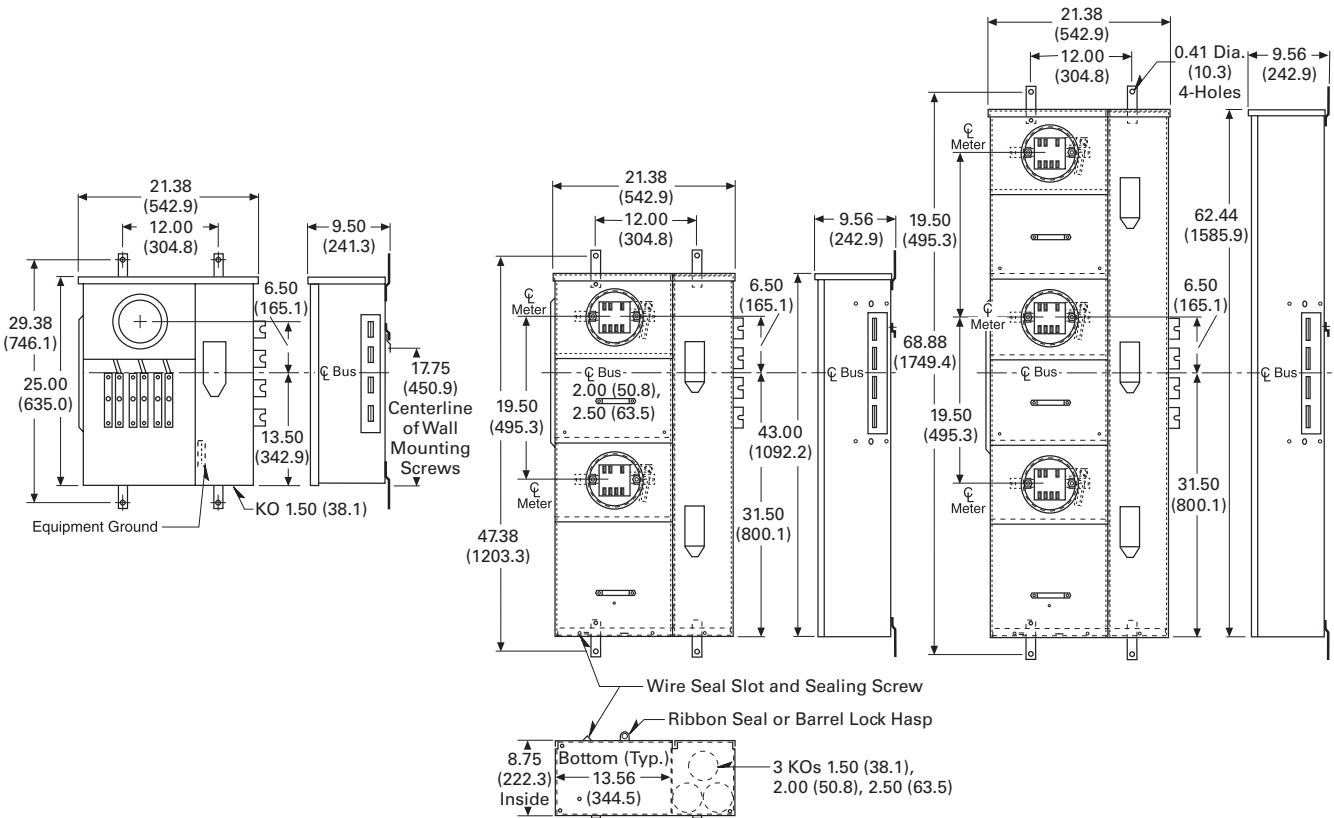 21.38
(542.9)
12.00
(304.8)
9.50
(241.3)
6.50
(165.1)
29.38
(746.1)
25.00
(635.0)
℄ Bus
17.75
(450.9)
Centerline
of Wall
Mounting
Screws
13.50
(342.9)
KO 1.50 (38.1)
Equipment Ground
21.38
(542.9)
12.00
(304.8)
9.56
(242.9)
℄
Meter
6.50
(165.1)
℄ Bus
2.00 (50.8),
2.50 (63.5)
℄ Bus
19.50
(495.3)
43.00
(1092.2)
℄
Meter
31.50
(800.1)
47.38
(1203.3)
21.38
(542.9)
12.00
(304.8)
0.41 Dia.
(10.3)
4-Holes
9.56
(242.9)
℄
Meter
19.50
(495.3)
62.44
(1585.9)
6.50
(165.1)
℄
Meter
68.88
(1749.4)
℄ Bus
℄ Bus
19.50
(495.3)
℄
Meter
31.50
(800.1)
Wire Seal Slot and Sealing Screw
Ribbon Seal or Barrel Lock Hasp
8.75
(222.3)
Inside
Bottom (Typ.)
13.56
(344.5)
3 KOs 1.50 (38.1),
2.00 (50.8), 2.50 (63.5)